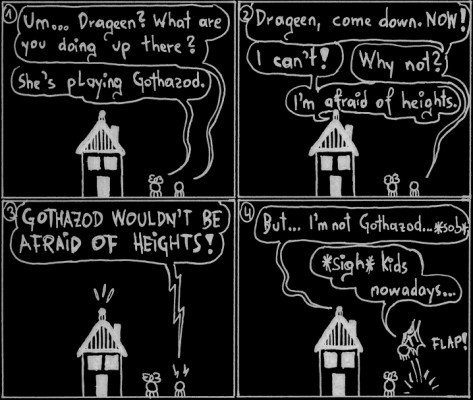 1
Um... Drageen? What are
you doing up there?
She's playing Gothazod.
2
Drageen, come down. NOW!
I can't!
Why not?
I'm afraid of heights.
3
GOTHAZOD WOULDN'T BE
AFRAID OF HEIGHTS!
4
But... I'm not Gothazod...*sob*
*Sigh* kids
nowadays...
FLAP!